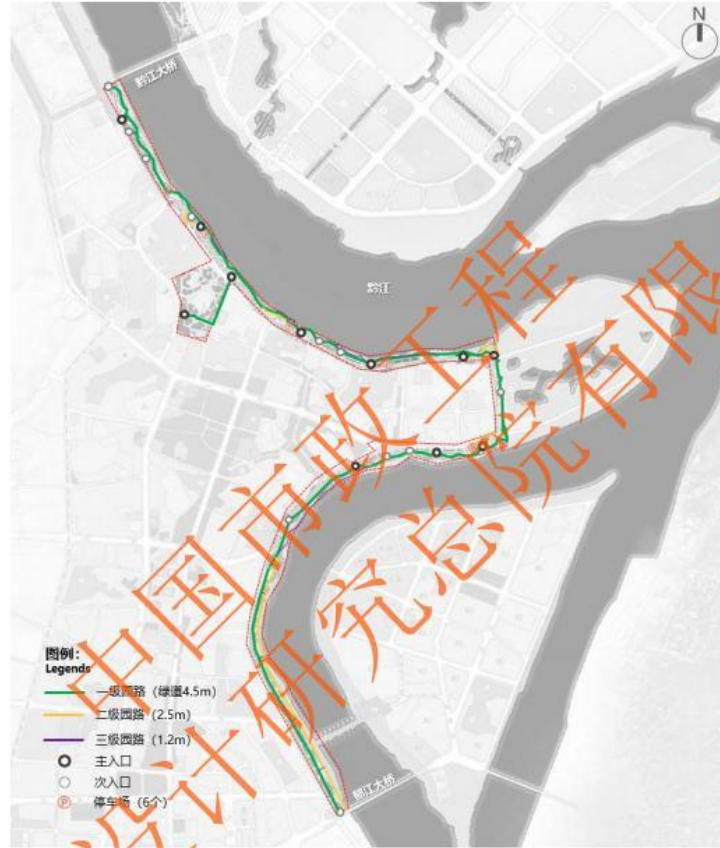 N
黔江大桥
黔江
郁江大桥
图例：
Legends
一级园路（绿道4.5m）
二级园路（2.5m）
三级园路（1.2m）
主入口
次入口
P 停车场（6个）
中国市政工程
设计研究总院有限